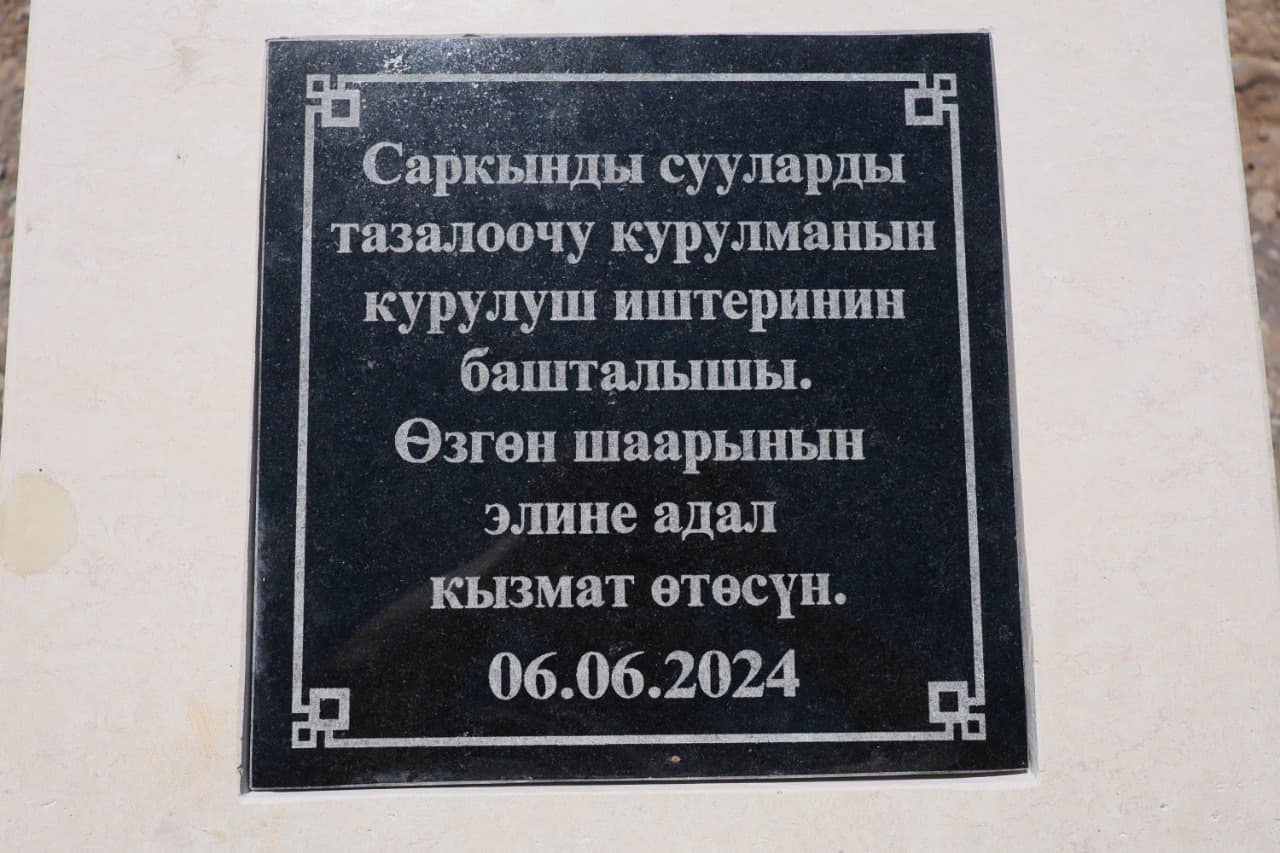 Саркынды сууларды
тазалоочу курулманын
курулуш иштеринин
башталышы.
Өзгөн шаарынын
элине адал
кызмат өтөсүн.
06.06.2024